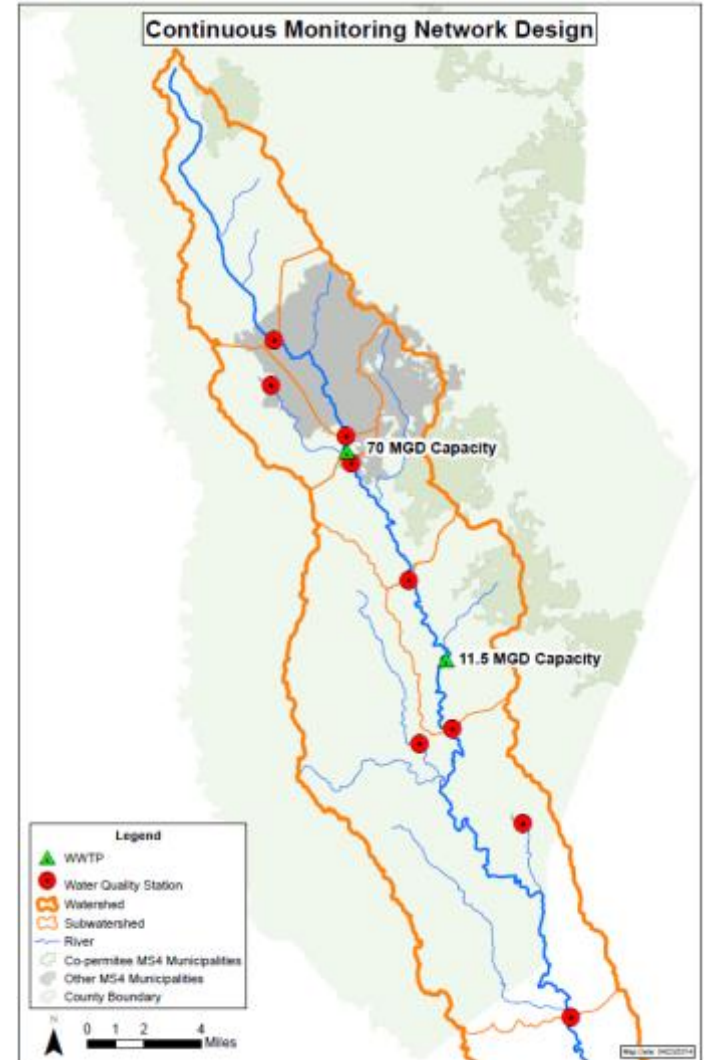 Continuous Monitoring Network Design
70 MGD Capacity
11.5 MGD Capacity
Legend
WWTP
Water Quality Station
Watershed
Subwatershed
River
Co-permitee MS4 Municipalities
Other MS4 Municipalities
County Boundary
N
0 1 2 4
Miles